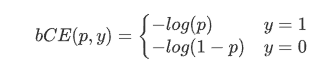 bCE(p, y) = { -log(p) y = 1
-log(1 - p) y = 0